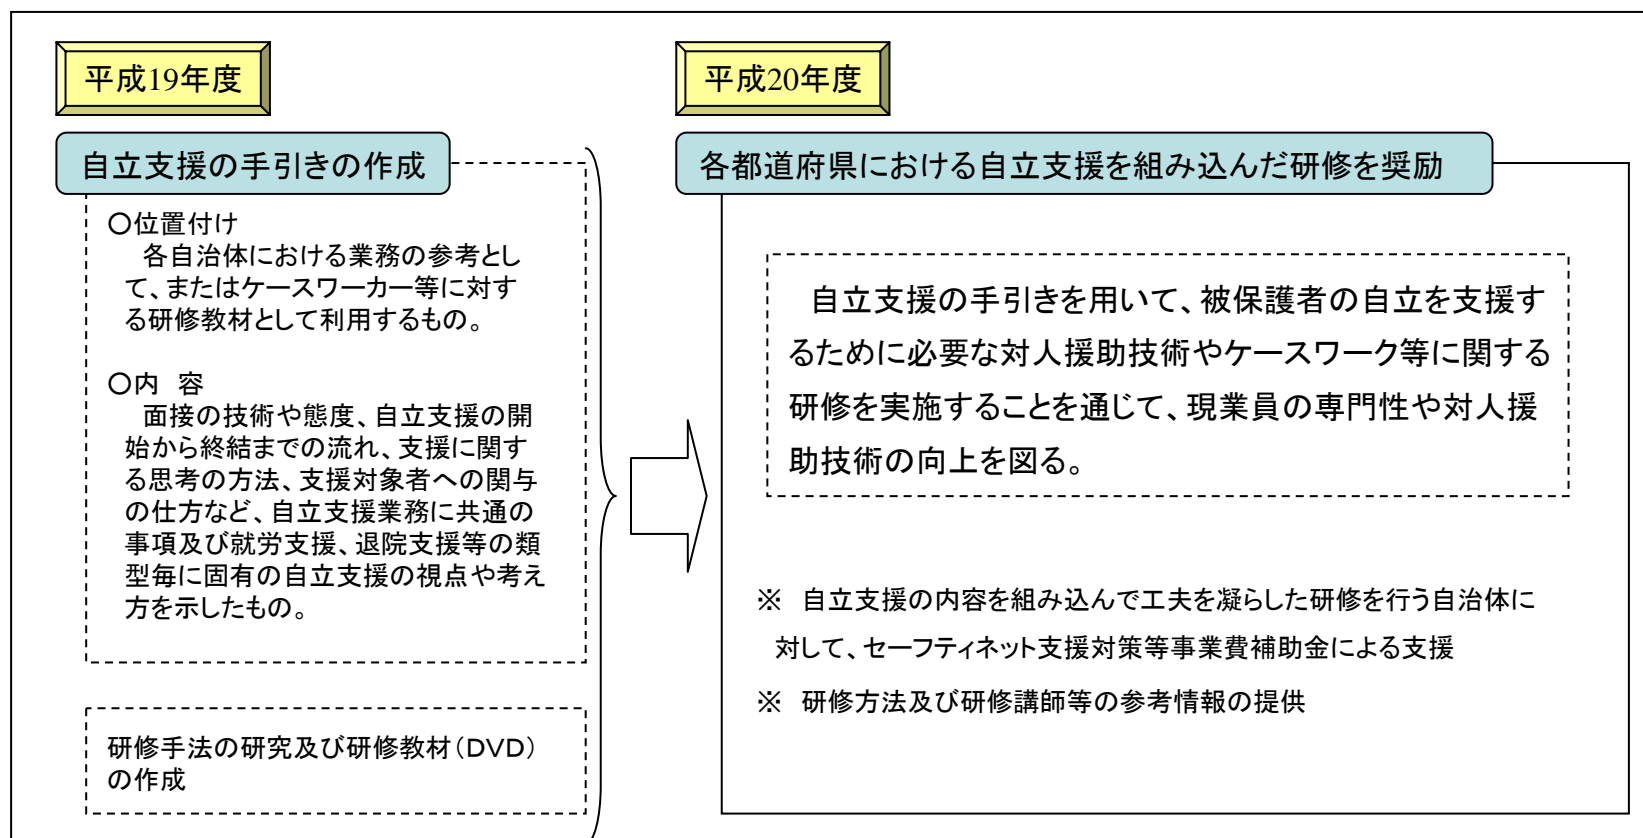 平成19年度
自立支援の手引きの作成
〇位置付け
各自治体における業務の参考とし
て、またはケースワーカー等に対す
る研修教材として利用するもの。
〇内 容
面接の技術や態度、自立支援の開
始から終結までの流れ、支援に関す
る思考の方法、支援対象者への関与
の仕方など、自立支援業務に共通の
事項及び就労支援、退院支援等の類
型毎に固有の自立支援の視点や考え
方を示したもの。
研修手法の研究及び研修教材（DVD）
の作成
平成20年度
各都道府県における自立支援を組み込んだ研修を奨励
自立支援の手引きを用いて、被保護者の自立を支援す
るために必要な対人援助技術やケースワーク等に関する
研修を実施することを通じて、現業員の専門性や対人援
助技術の向上を図る。
※ 自立支援の内容を組み込んで工夫を凝らした研修を行う自治体に
対して、セーフティネット支援対策等事業費補助金による支援
※ 研修方法及び研修講師等の参考情報の提供